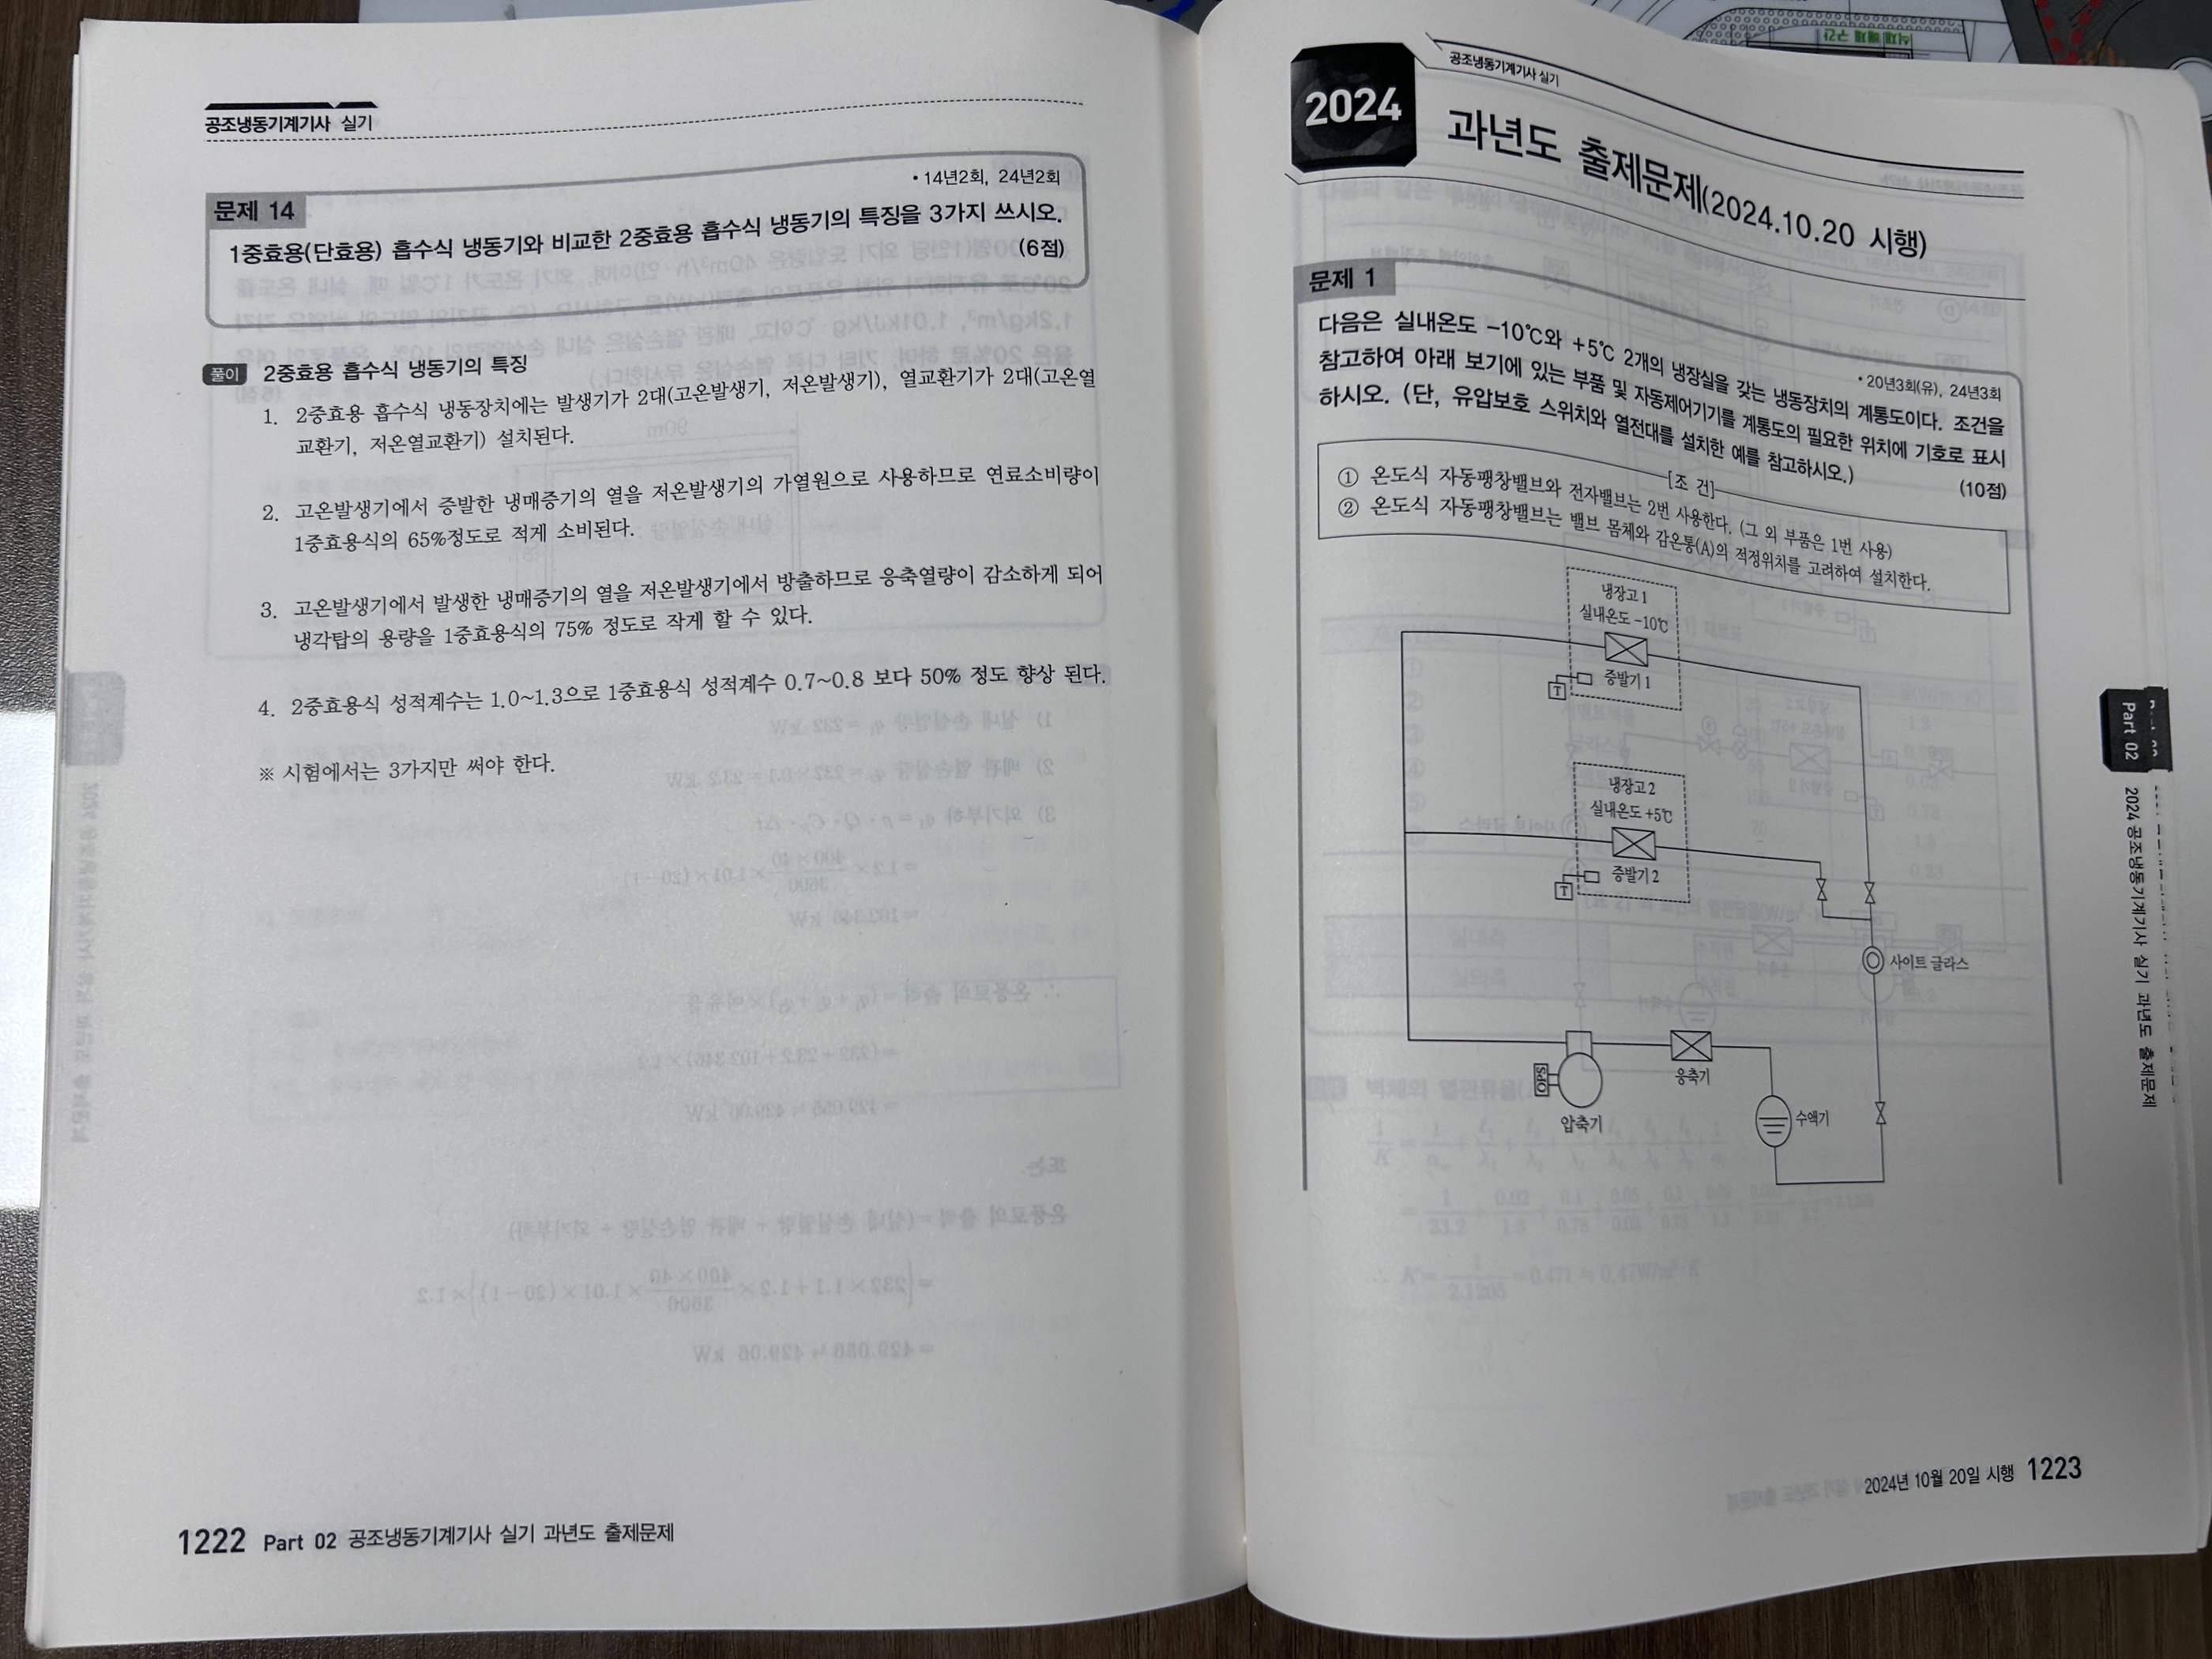 공조냉동기계기사 실기
• 14년2회, 24년2회
문제 14
1중효용(단효용) 흡수식 냉동기와 비교한 2중효용 흡수식 냉동기의 특징을 3가지 쓰시오.
(6점)
풀이 2중효용 흡수식 냉동기의 특징
1. 2중효용 흡수식 냉동장치에는 발생기가 2대(고온발생기, 저온발생기), 열교환기가 2대(고온열
교환기, 저온열교환기) 설치된다.
2. 고온발생기에서 증발한 냉매증기의 열을 저온발생기의 가열원으로 사용하므로 연료소비량이
1중효용식의 65%정도로 적게 소비된다.
3. 고온발생기에서 발생한 냉매증기의 열을 저온발생기에서 방출하므로 응축열량이 감소하게 되어
냉각탑의 용량을 1중효용식의 75% 정도로 작게 할 수 있다.
4. 2중효용식 성적계수는 1.0~1.3으로 1중효용식 성적계수 0.7~0.8 보다 50% 정도 향상 된다.
※ 시험에서는 3가지만 써야 한다.
1222 Part 02 공조냉동기계기사 실기 과년도 출제문제
공조냉동기계기사 실기
2024
과년도 출제문제(2024.10.20 시행)
문제 1
• 20년3회(유), 24년3회
다음은 실내온도 -10℃와 +5℃ 2개의 냉장실을 갖는 냉동장치의 계통도이다. 조건을
참고하여 아래 보기에 있는 부품 및 자동제어기기를 계통도의 필요한 위치에 기호로 표시
하시오. (단, 유압보호 스위치와 열전대를 설치한 예를 참고하시오.)
(10점)
[조 건]
① 온도식 자동팽창밸브와 전자밸브는 2번 사용한다. (그 외 부품은 1번 사용)
② 온도식 자동팽창밸브는 밸브 몸체와 감온통(A)의 적정위치를 고려하여 설치한다.
냉장고1
실내온도 -10℃
증발기1
T
냉장고2
실내온도 +5℃
증발기2
T
사이트 글라스
OPS
압축기
응축기
수액기
Part 02
2024 공조냉동기계기사 실기 과년도 출제문제
2024년 10월 20일 시행 1223